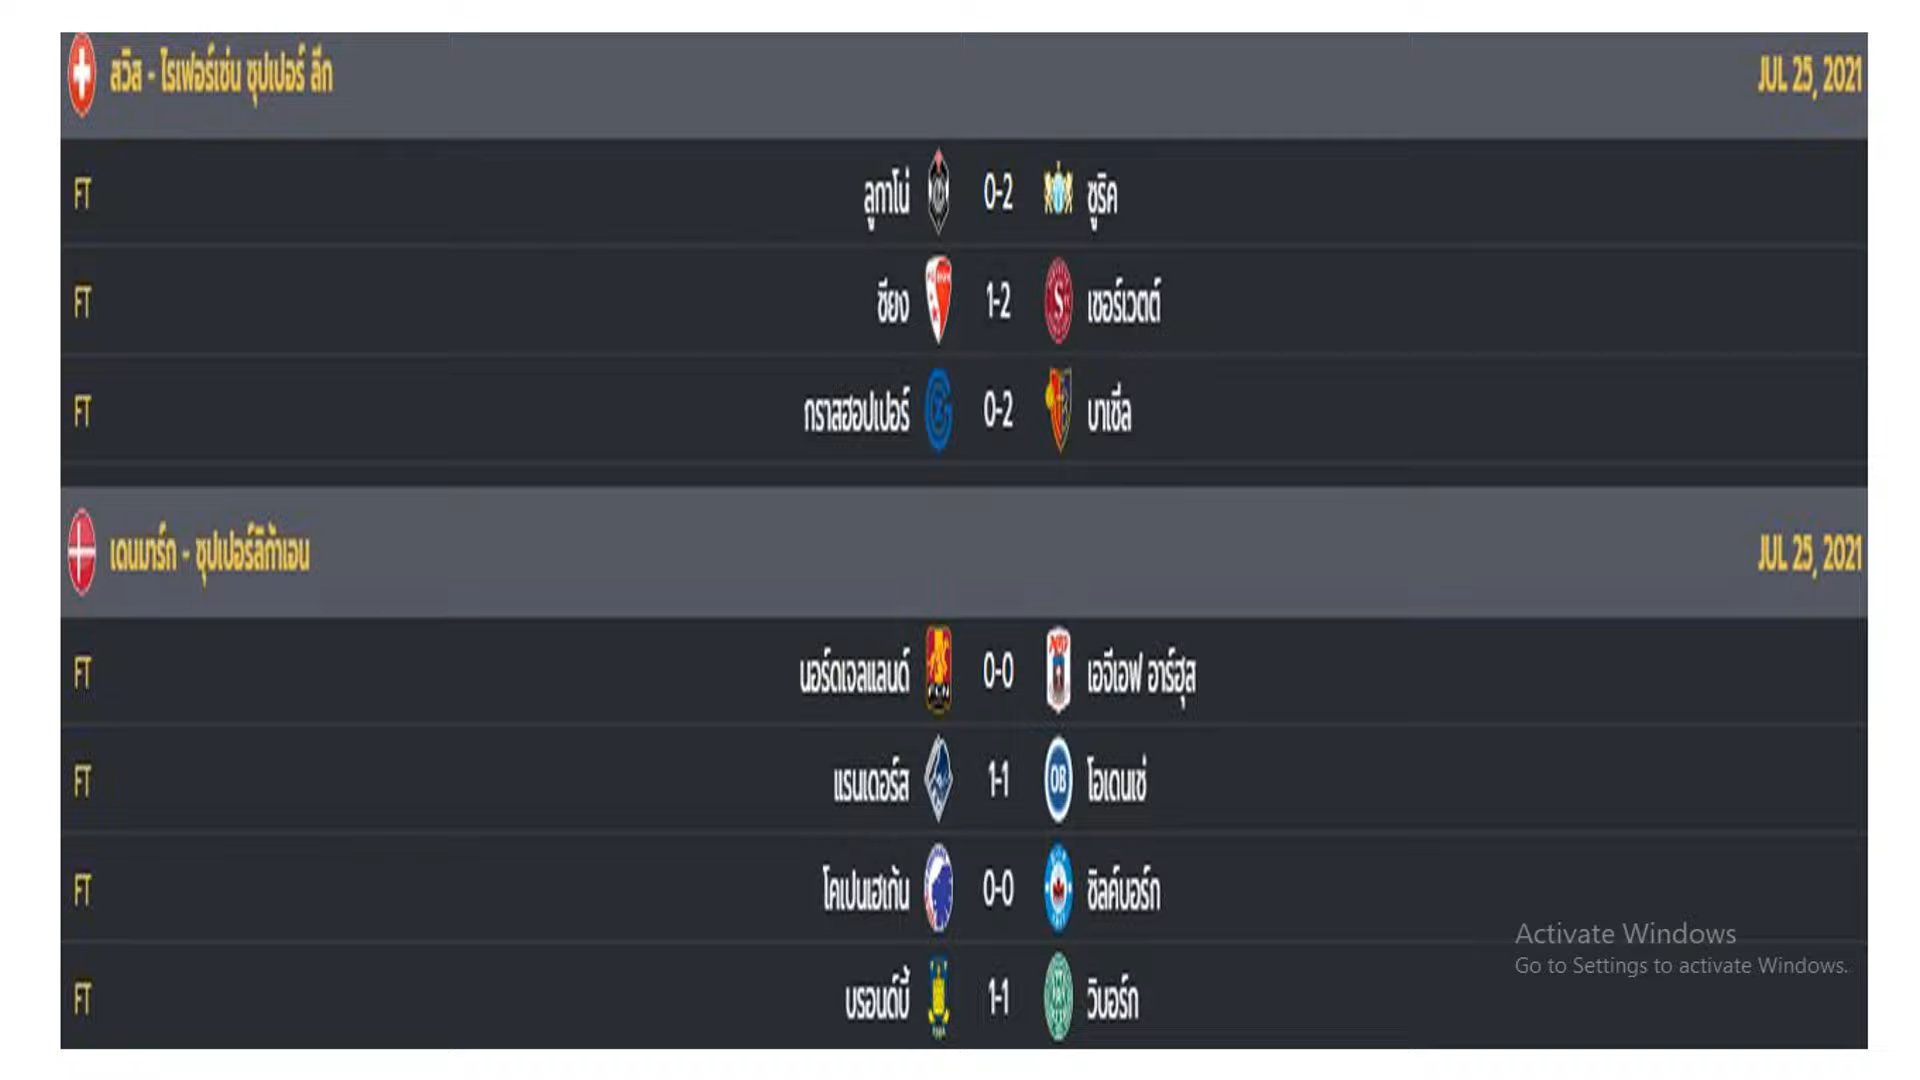 สวิส - ไรเฟอร์เซ่น ซุปเปอร์ ลีก JUL 25, 2021
FT ลูกาโน่ 0-2 ซูริค
FT ซียง 1-2 เซอร์เวตต์
FT กราสฮอปเปอร์ 0-2 บาเซิ่ล
เดนมาร์ก - ซุปเปอร์ลิก้าเอน JUL 25, 2021
FT นอร์ดเจลแลนด์ 0-0 เอจีเอฟ อาร์ฮุส
FT แรนเดอร์ส 1-1 OB โอเดนเซ่
FT โคเปนเฮเก้น 0-0 ซิลค์บอร์ก
FT บรอนด์บี้ 1-1 วิบอร์ก
Activate Windows
Go to Settings to activate Windows.